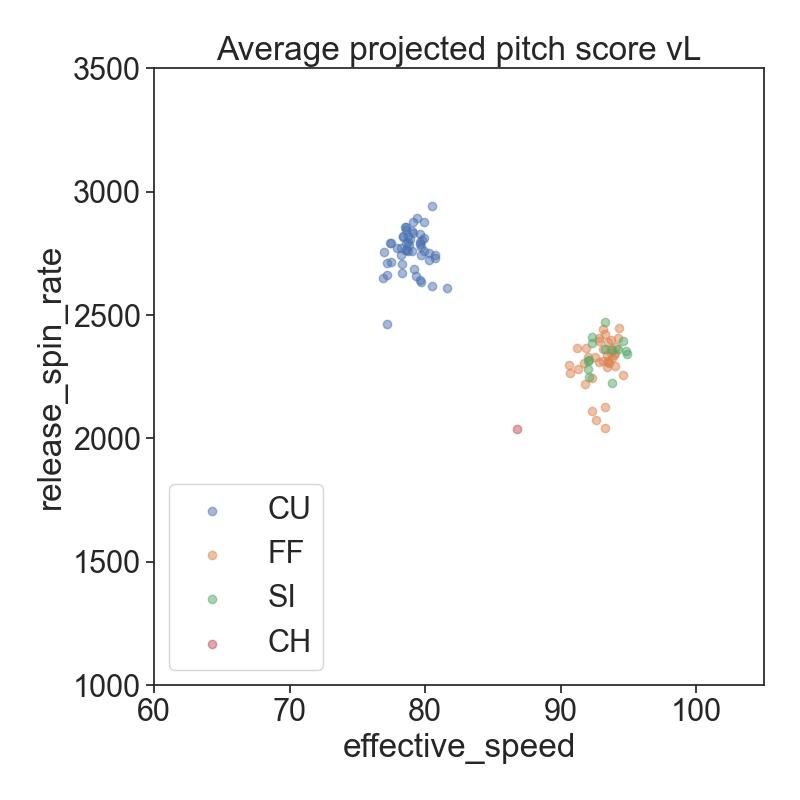 Average projected pitch score vL
3500
3000
2500
2000
1500
1000
release_spin_rate
CU
FF
SI
CH
60 70 80 90 100
effective_speed